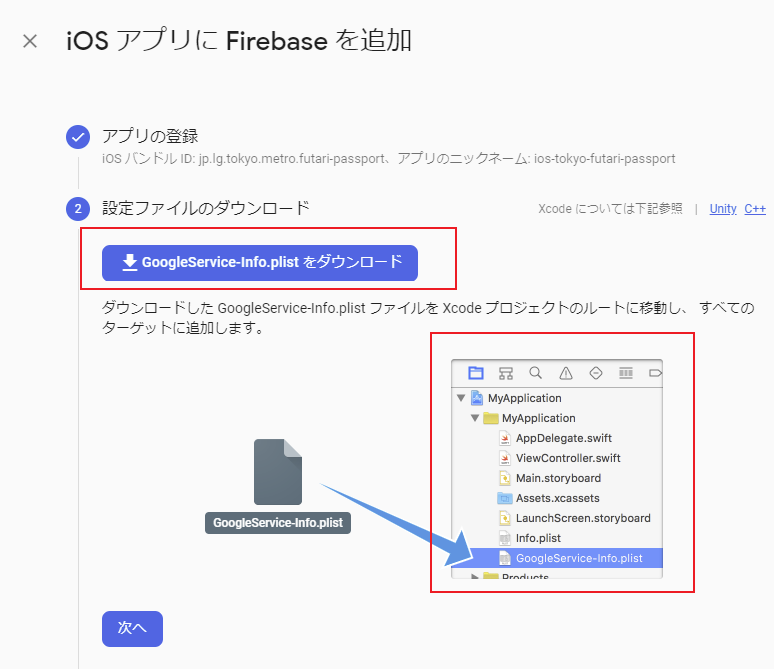 iOS アプリに Firebase を追加
アプリの登録
iOS バンドル ID: jp.lg.tokyo.metro.futari-passport、アプリのニックネーム: ios-tokyo-futari-passport
2 設定ファイルのダウンロード Xcode については下記参照 | Unity C++
GoogleService-Info.plist をダウンロード
ダウンロードした GoogleService-Info.plist ファイルを Xcode プロジェクトのルートに移動し、 すべての
ターゲットに追加します。
MyApplication
MyApplication
AppDelegate.swift
ViewController.swift
Main.storyboard
Assets.xcassets
LaunchScreen.storyboard
Info.plist
GoogleService-Info.plist
Products
GoogleService-Info.plist
次へ